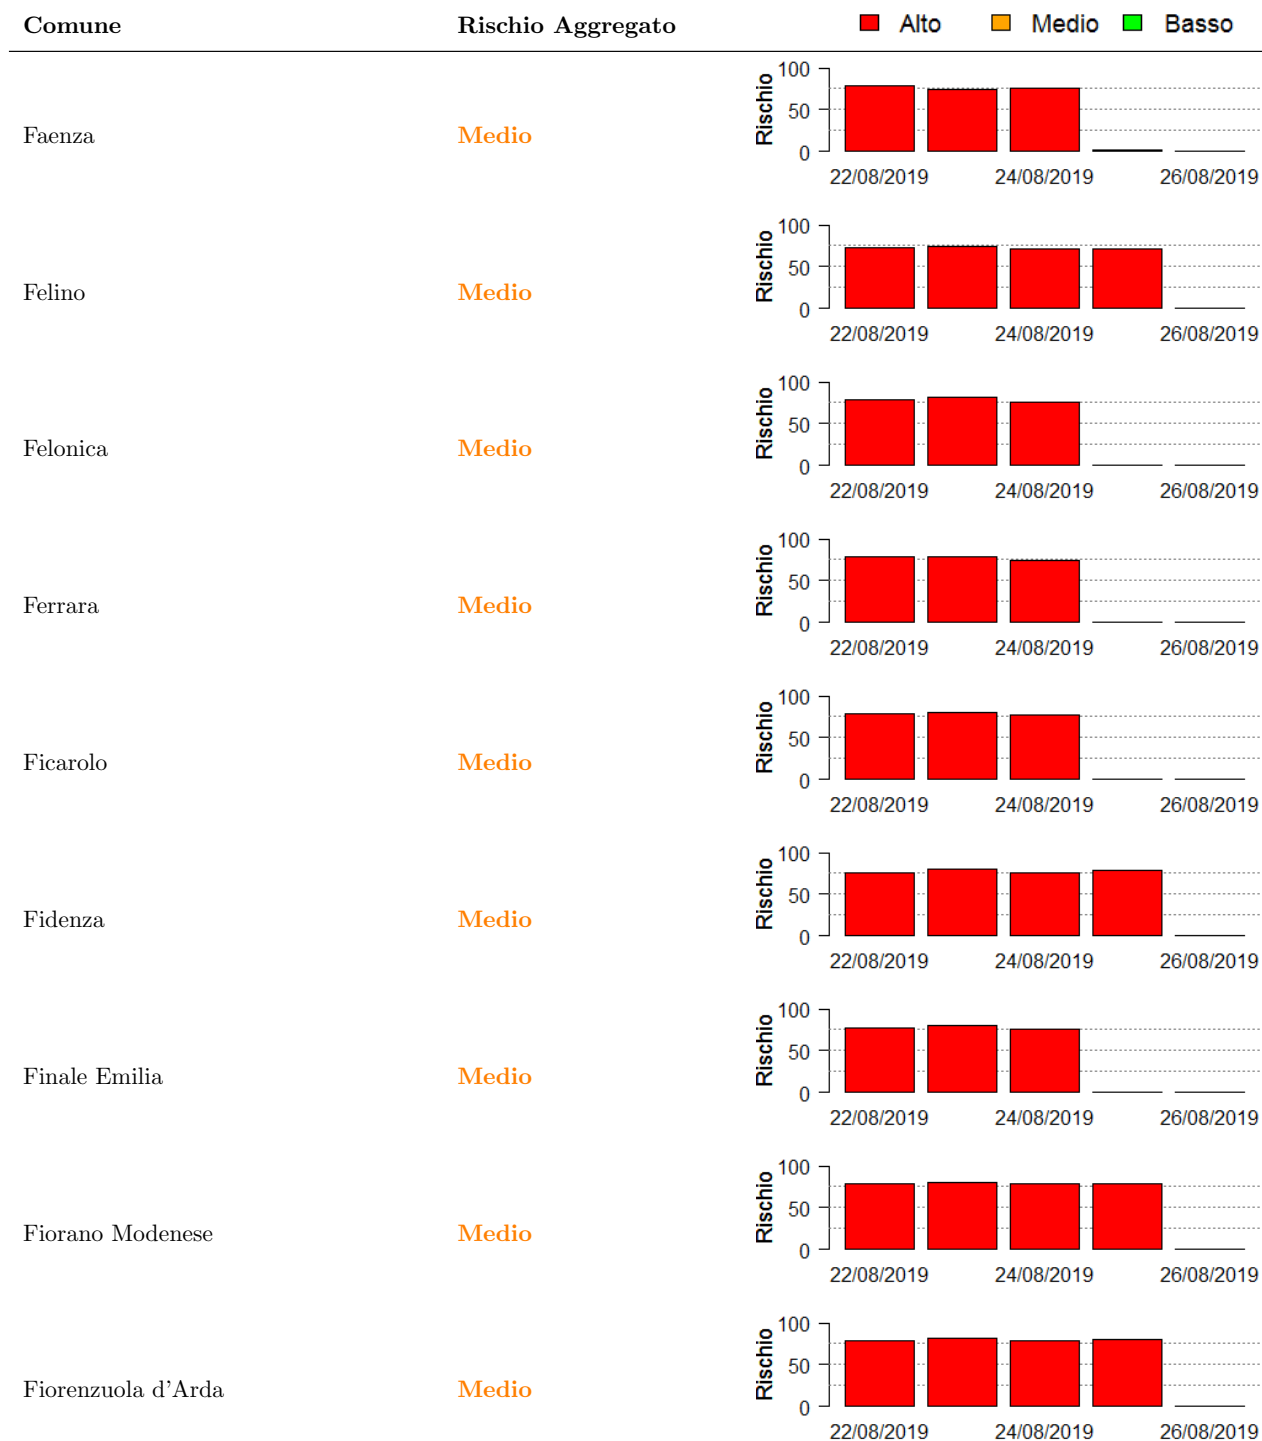 Comune Rischio Aggregato Alto Medio Basso
100
50
0
Rischio
Faenza Medio
22/08/2019 24/08/2019 26/08/2019
100
50
0
Rischio
Felino Medio
22/08/2019 24/08/2019 26/08/2019
100
50
0
Rischio
Felonica Medio
22/08/2019 24/08/2019 26/08/2019
100
50
0
Rischio
Ferrara Medio
22/08/2019 24/08/2019 26/08/2019
100
50
0
Rischio
Ficarolo Medio
22/08/2019 24/08/2019 26/08/2019
100
50
0
Rischio
Fidenza Medio
22/08/2019 24/08/2019 26/08/2019
100
50
0
Rischio
Finale Emilia Medio
22/08/2019 24/08/2019 26/08/2019
100
50
0
Rischio
Fiorano Modenese Medio
22/08/2019 24/08/2019 26/08/2019
100
50
0
Rischio
Fiorenzuola d'Arda Medio
22/08/2019 24/08/2019 26/08/2019